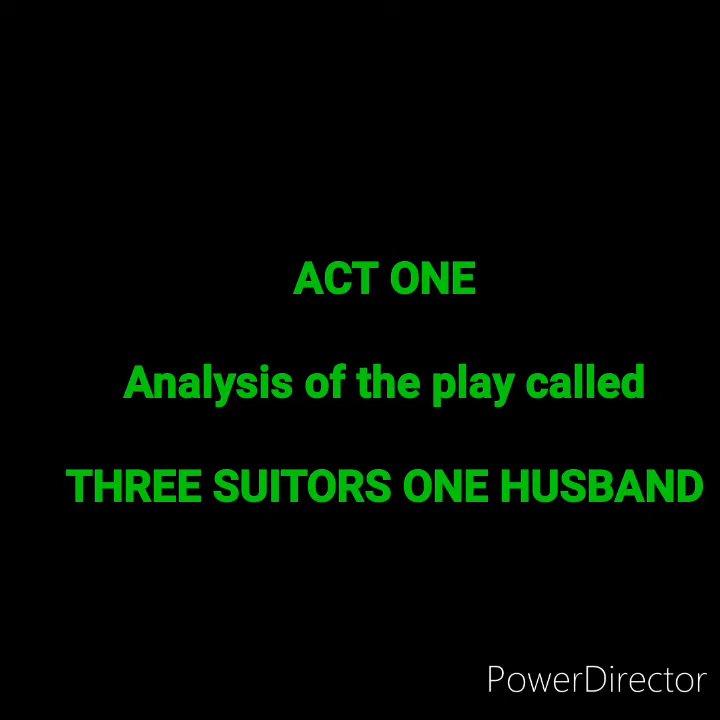 ACT ONE
Analysis of the play called
THREE SUITORS ONE HUSBAND
PowerDirector